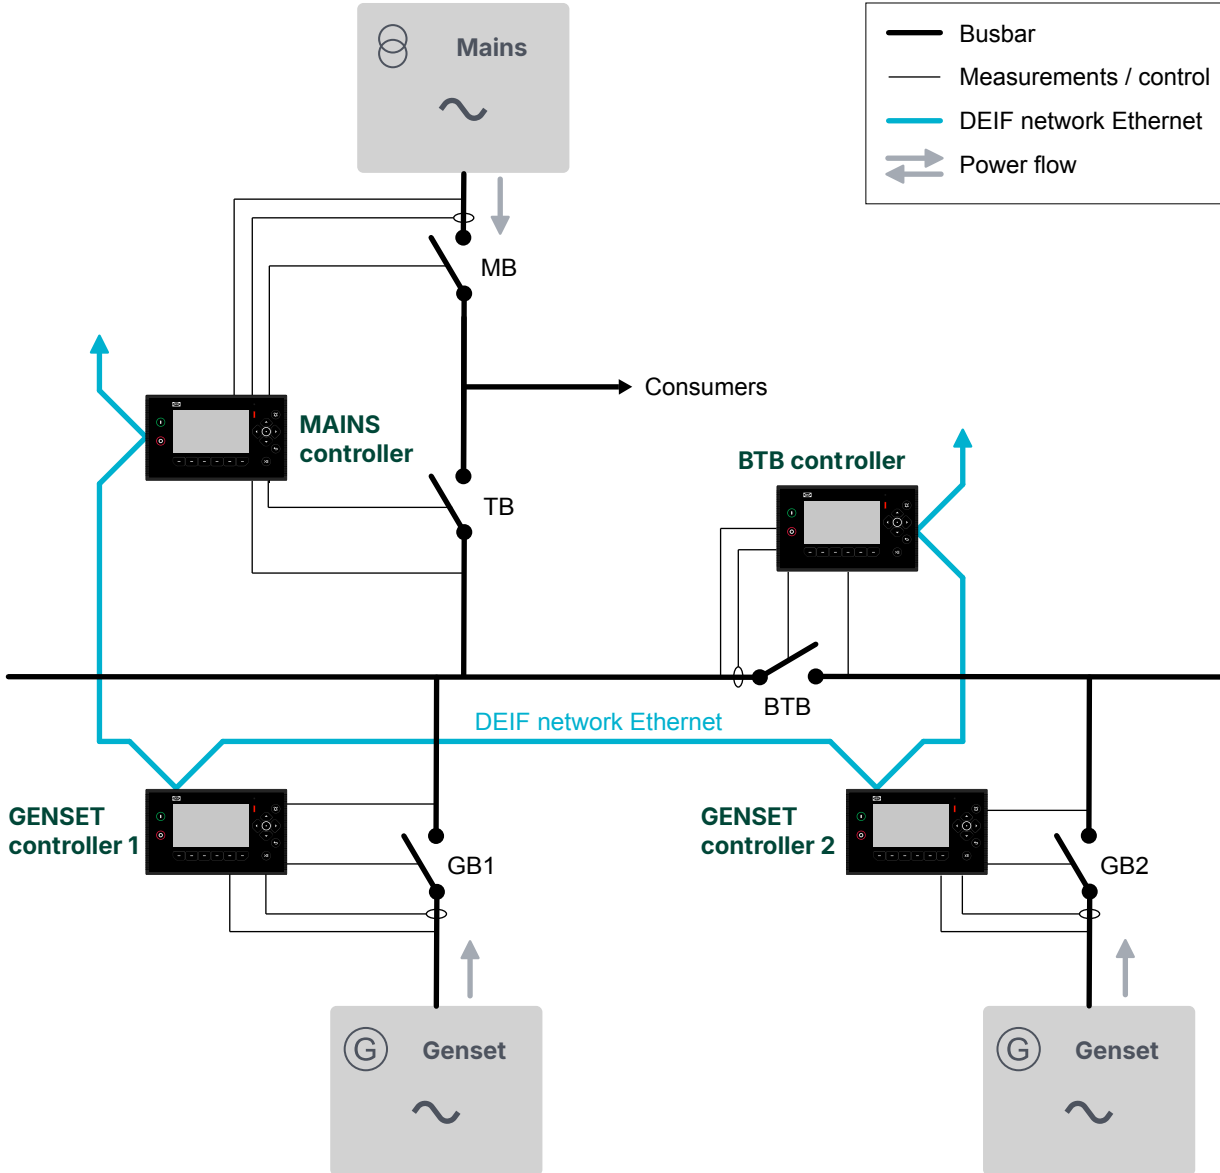 Mains
Busbar
Measurements / control
DEIF network Ethernet
Power flow
MB
Consumers
MAINS
controller
BTB controller
TB
BTB
DEIF network Ethernet
GENSET
controller 1
GB1
GENSET
controller 2
GB2
G
Genset
G
Genset